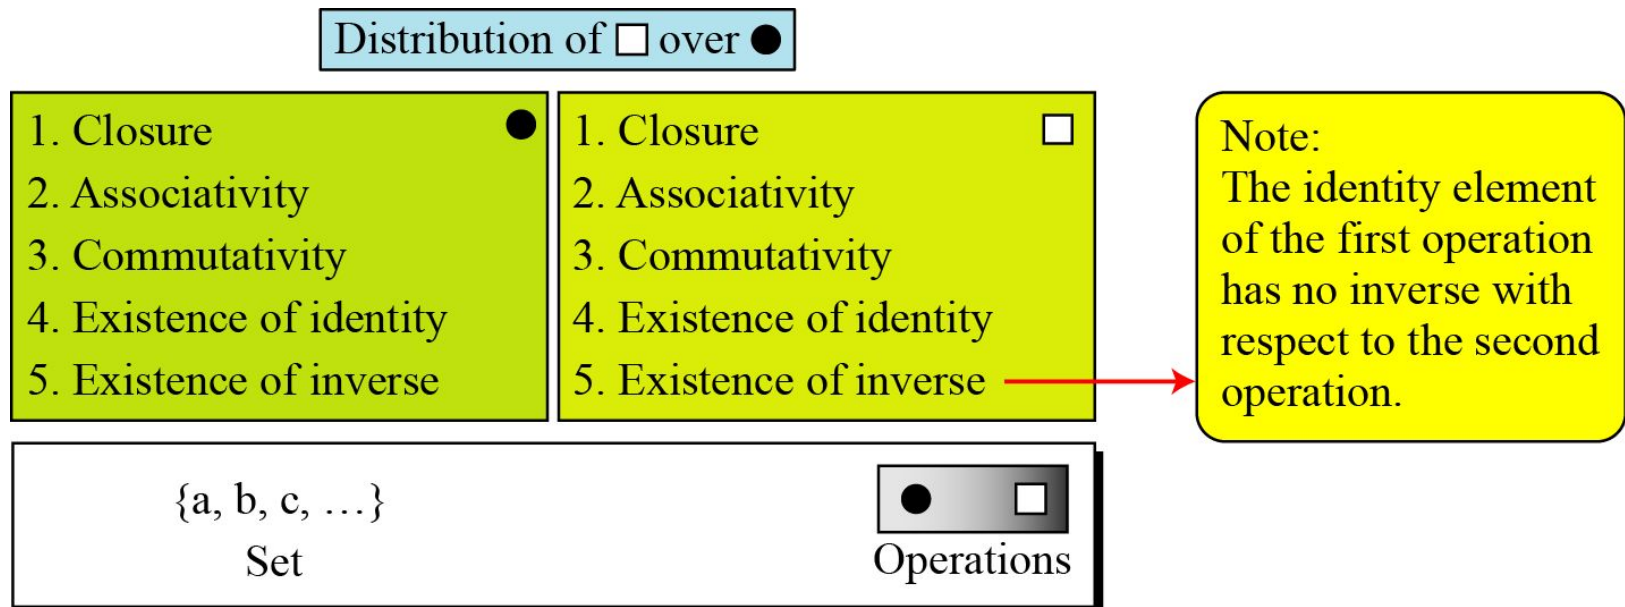 Distribution of □ over ●
1. Closure ●
2. Associativity
3. Commutativity
4. Existence of identity
5. Existence of inverse
1. Closure □
2. Associativity
3. Commutativity
4. Existence of identity
5. Existence of inverse
Note:
The identity element
of the first operation
has no inverse with
respect to the second
operation.
{a, b, c, …}
Set
● □
Operations